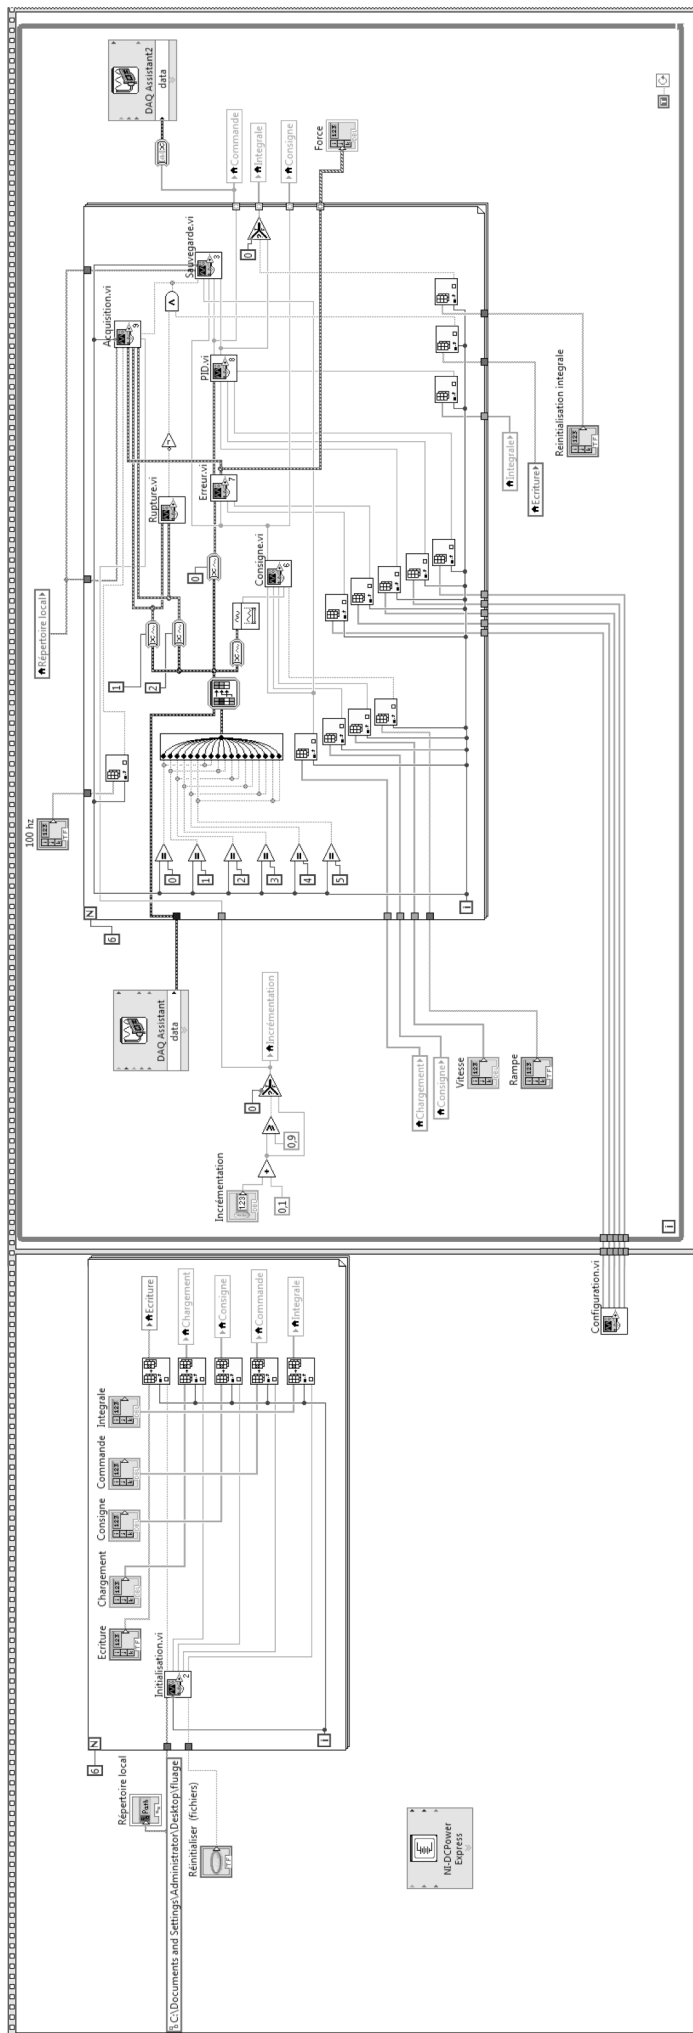 C:\Documents and Settings\Administrator\Desktop\fluage
Répertoire local
Path
Réinitialiser (fichiers)
TF
NI-DCPower
Express
6
N
i
Initialisation.vi
2
Ecriture
Chargement
Consigne
Commande
Integrale
Ecriture
Chargement
Consigne
Commande
Integrale
Configuration.vi
Incrémentation
0,1
0,9
0
Incrémentation
DAQ Assistant
data
Chargement
Consigne
Vitesse
Rampe
6
N
i
100 hz
Répertoire local
0
1
2
3
4
5
1
2
0
Consigne.vi
6
Rupture.vi
Erreur.vi
7
PID.vi
8
Acquisition.vi
9
Sauvegarde.vi
3
0
Integrale
Ecriture
Réinitialisation integrale
Force
Commande
Integrale
Consigne
DAQ Assistant2
data
i